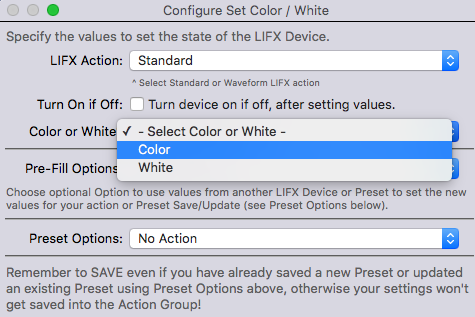 Configure Set Color / White
Specify the values to set the state of the LIFX Device.
LIFX Action: Standard
^ Select Standard or Waveform LIFX action
Turn On if Off: Turn device on if off, after setting values.
Color or White: ✓ - Select Color or White -
Color
White
Pre-Fill Options:
Choose optional Option to use values from another LIFX Device or Preset to set the new
values for your action or Preset Save/Update (see Preset Options below).
Preset Options: No Action
Remember to SAVE even if you have already saved a new Preset or updated
an existing Preset using Preset Options above, otherwise your settings won't
get saved into the Action Group!